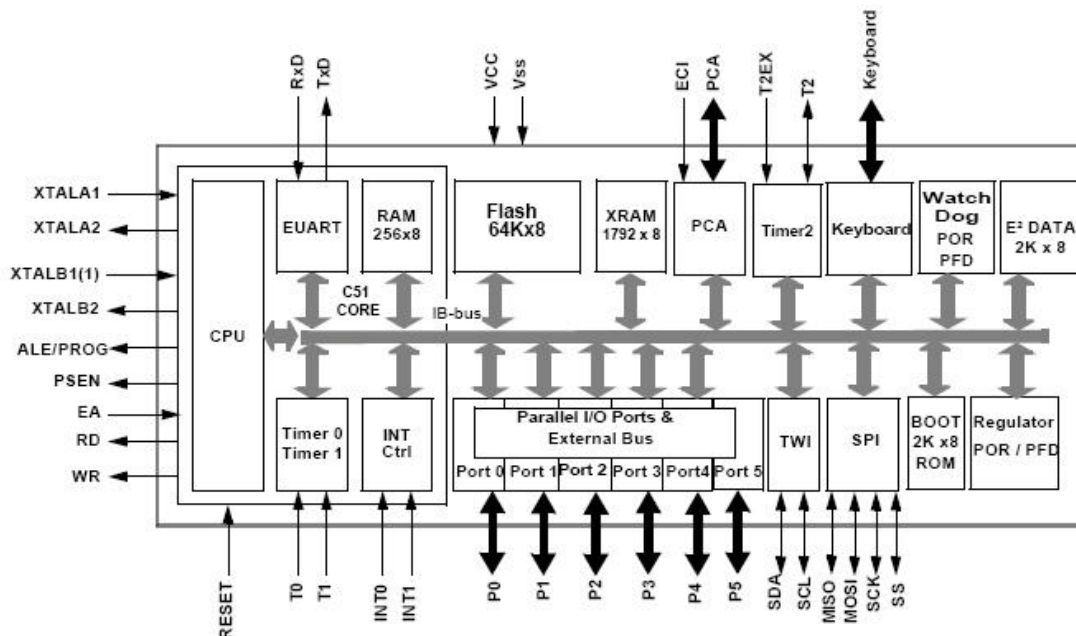 RxD
TxD
VCC
Vss
ECI
PCA
T2EX
T2
Keyboard
XTALA1
XTALA2
XTALB1(1)
XTALB2
ALE/PROG
PSEN
EA
RD
WR
CPU
EUART
RAM
256x8
C51
CORE
IB-bus
Flash
64Kx8
XRAM
1792 x 8
PCA
Timer2
Keyboard
Watch
Dog
POR
PFD
E² DATA
2K x 8
Timer 0
Timer 1
INT
Ctrl
Parallel I/O Ports &
External Bus
Port 0
Port 1
Port 2
Port 3
Port4
Port 5
TWI
SPI
BOOT
2K x8
ROM
Regulator
POR / PFD
RESET
T0
T1
INT0
INT1
P0
P1
P2
P3
P4
P5
SDA
SCL
MISO
MOSI
SCK
SS